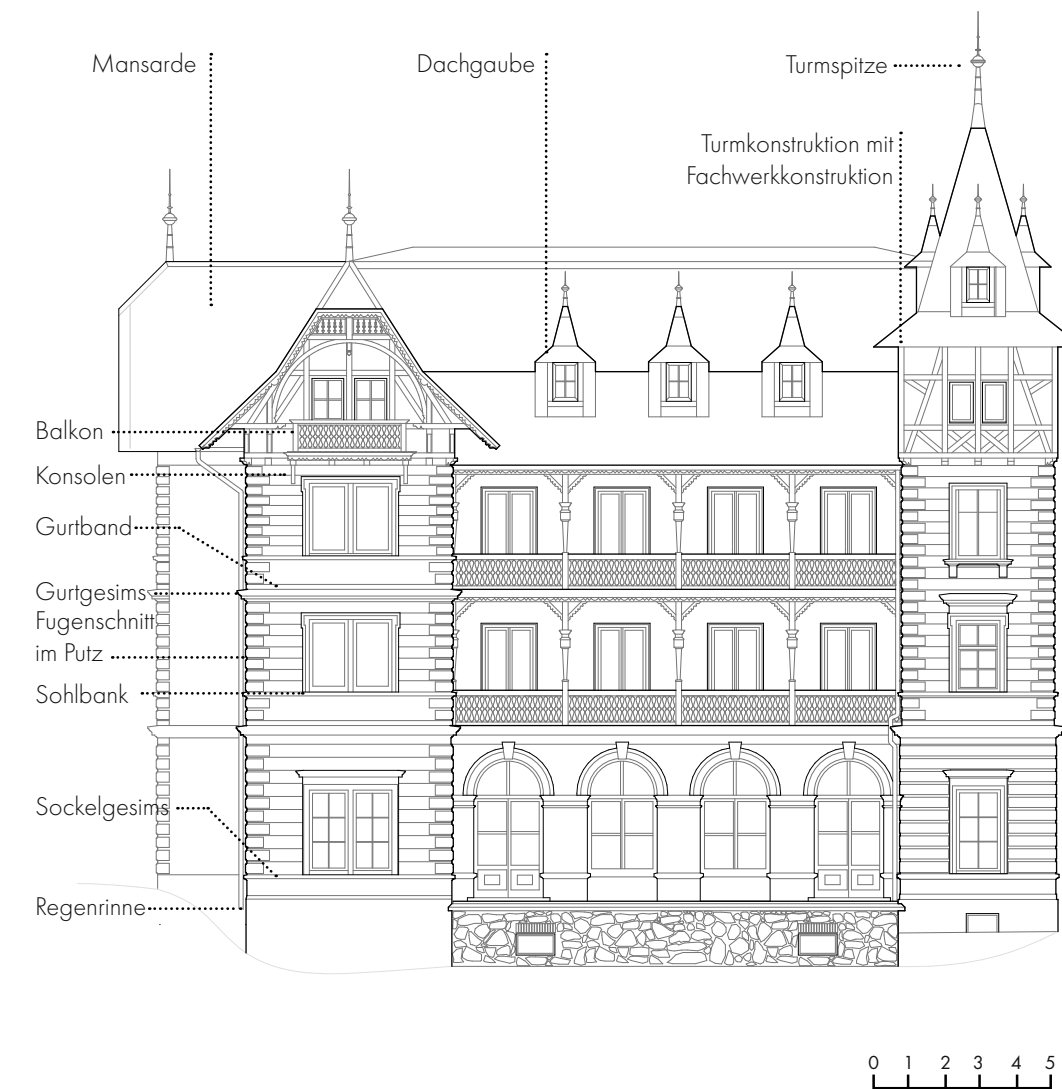 Mansarde
Dachgaube
Turmspitze
Turmkonstruktion mit
Fachwerkkonstruktion
Balkon
Konsolen
Gurtband
Gurtgesims
Fugenschnitt
im Putz
Sohlbank
Sockelgesims
Regenrinne
0 1 2 3 4 5